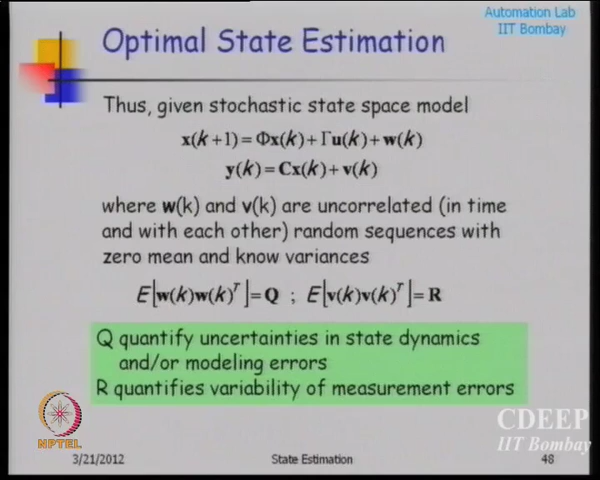 Automation Lab
IIT Bombay
Optimal State Estimation
Thus, given stochastic state space model
x(k+1)=Φx(k)+Γu(k)+w(k)
y(k)=Cx(k)+v(k)
where w(k) and v(k) are uncorrelated (in time
and with each other) random sequences with
zero mean and know variances
E[w(k)w(k)ᵀ]=Q ; E[v(k)v(k)ᵀ]=R
Q quantify uncertainties in state dynamics
and/or modeling errors
R quantifies variability of measurement errors
NPTEL
CDEEP
IIT Bombay
3/21/2012 State Estimation 48